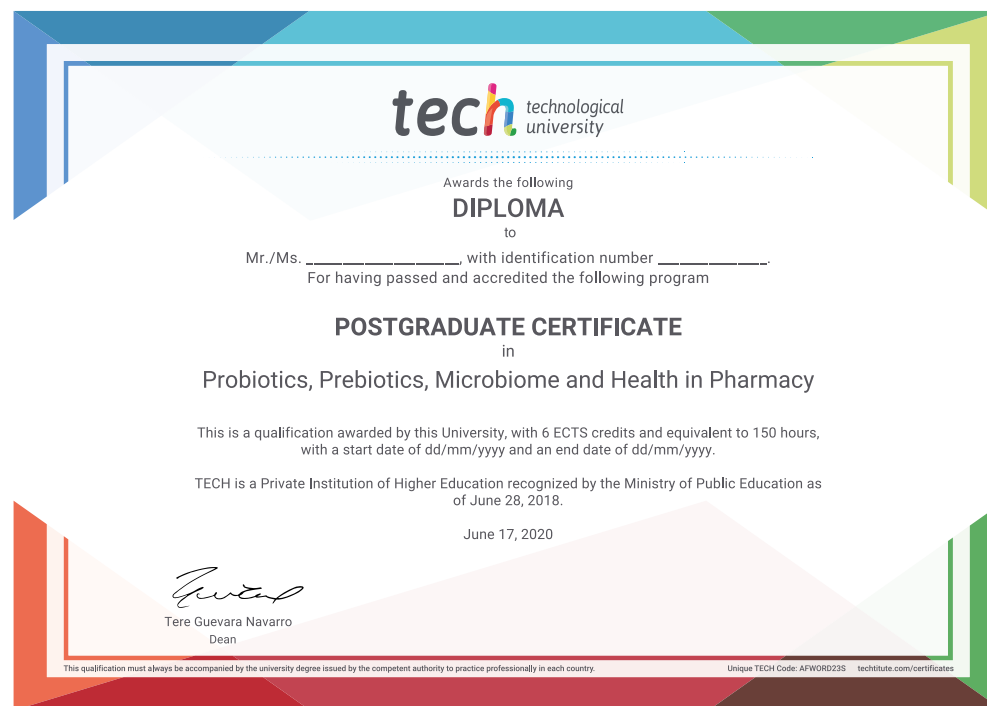 tech technological
university
Awards the following
DIPLOMA
to
Mr./Ms. ____________________, with identification number ______________.
For having passed and accredited the following program
POSTGRADUATE CERTIFICATE
in
Probiotics, Prebiotics, Microbiome and Health in Pharmacy
This is a qualification awarded by this University, with 6 ECTS credits and equivalent to 150 hours,
with a start date of dd/mm/yyyy and an end date of dd/mm/yyyy.
TECH is a Private Institution of Higher Education recognized by the Ministry of Public Education as
of June 28, 2018.
June 17, 2020
Tere Guevara Navarro
Dean
This qualification must always be accompanied by the university degree issued by the competent authority to practice professionally in each country. Unique TECH Code: AFWORD23S techtitute.com/certificates